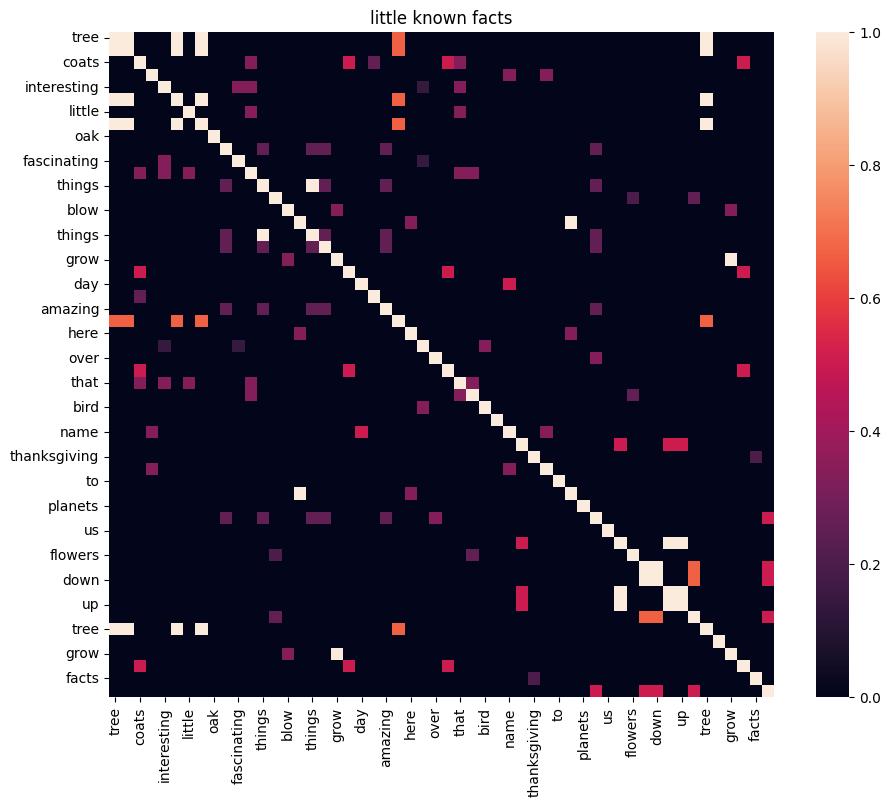 little known facts
tree
coats
interesting
little
oak
fascinating
things
blow
things
grow
day
amazing
here
over
that
bird
name
thanksgiving
to
planets
us
flowers
down
up
tree
grow
facts
1.0
0.8
0.6
0.4
0.2
0.0
tree
coats
interesting
little
oak
fascinating
things
blow
things
grow
day
amazing
here
over
that
bird
name
thanksgiving
to
planets
us
flowers
down
up
tree
grow
facts